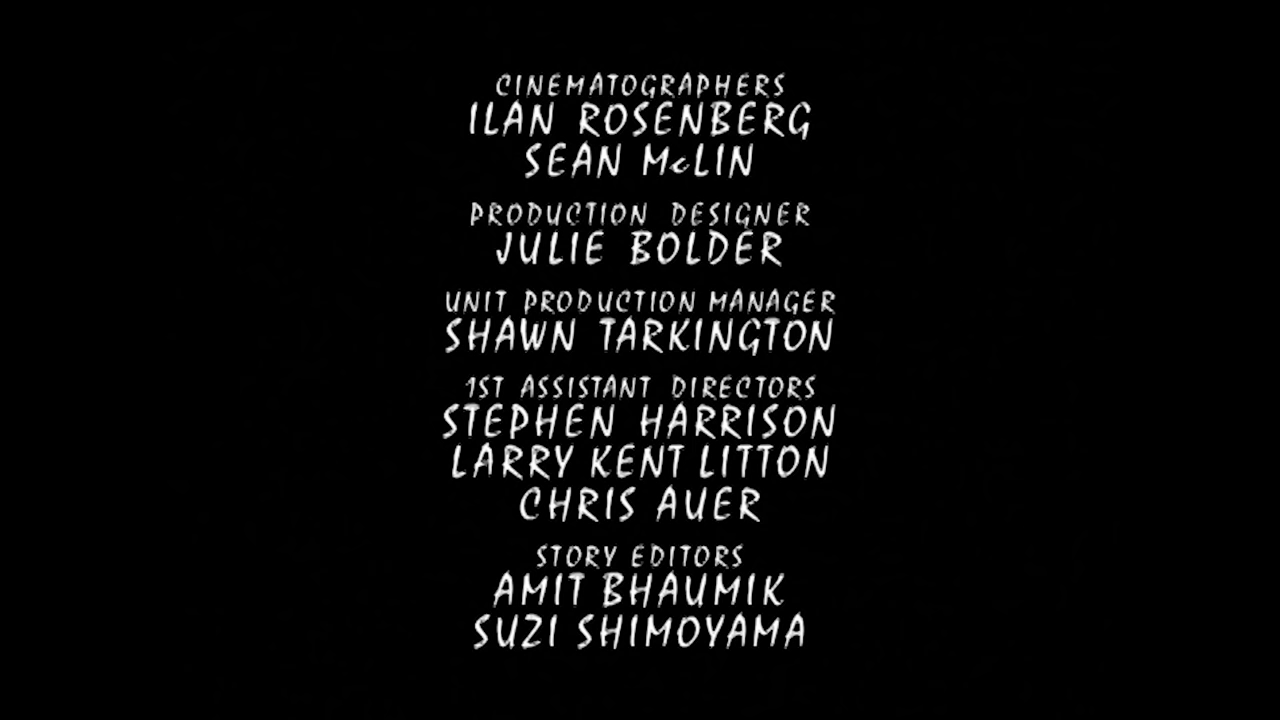 CINEMATOGRAPHERS
ILAN ROSENBERG
SEAN McLIN
PRODUCTION DESIGNER
JULIE BOLDER
UNIT PRODUCTION MANAGER
SHAWN TARKINGTON
1ST ASSISTANT DIRECTORS
STEPHEN HARRISON
LARRY KENT LITTON
CHRIS AUER
STORY EDITORS
AMIT BHAUMIK
SUZI SHIMOYAMA